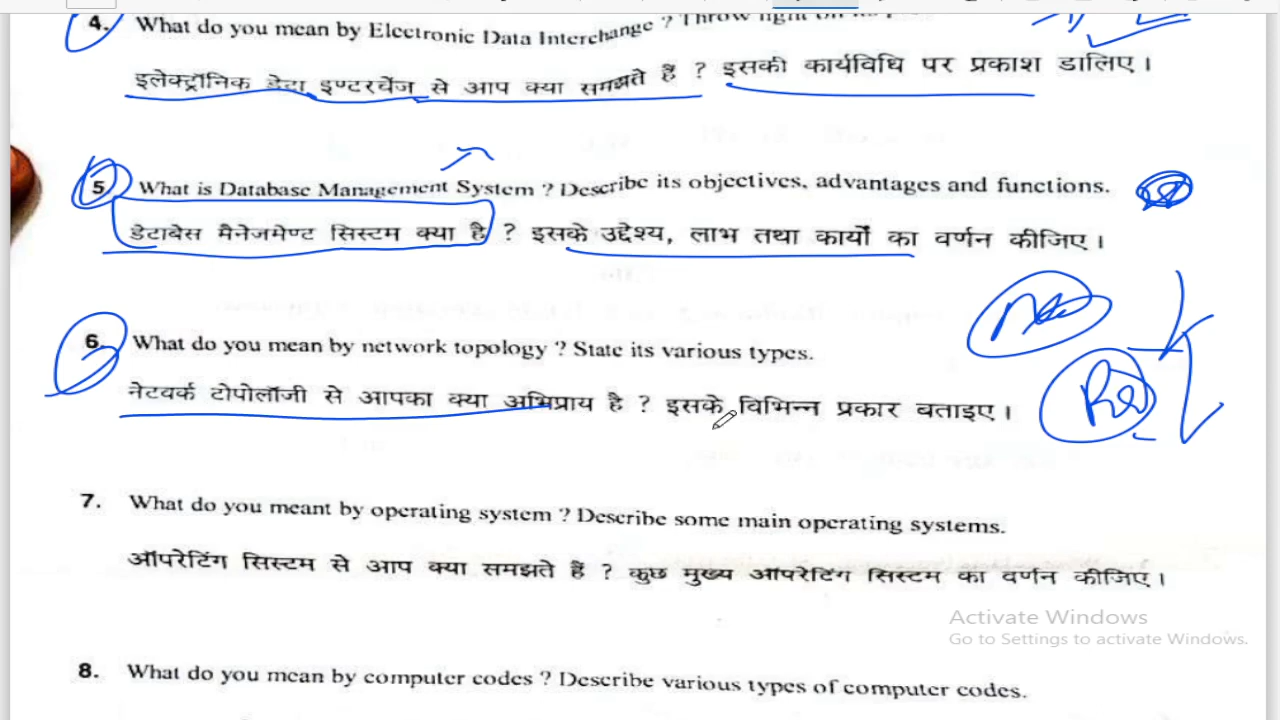 4. What do you mean by Electronic Data Interchange ? Throw light on its
इलेक्ट्रॉनिक डेटा इण्टरचेंज से आप क्या समझते हैं ? इसकी कार्यविधि पर प्रकाश डालिए।
5. What is Database Management System ? Describe its objectives, advantages and functions.
डेटाबेस मैनेजमेण्ट सिस्टम क्या है ? इसके उद्देश्य, लाभ तथा कार्यों का वर्णन कीजिए।
6. What do you mean by network topology ? State its various types.
नेटवर्क टोपोलॉजी से आपका क्या अभिप्राय है ? इसके विभिन्न प्रकार बताइए।
7. What do you meant by operating system ? Describe some main operating systems.
ऑपरेटिंग सिस्टम से आप क्या समझते हैं ? कुछ मुख्य ऑपरेटिंग सिस्टम का वर्णन कीजिए।
Activate Windows
Go to Settings to activate Windows.
8. What do you mean by computer codes ? Describe various types of computer codes.